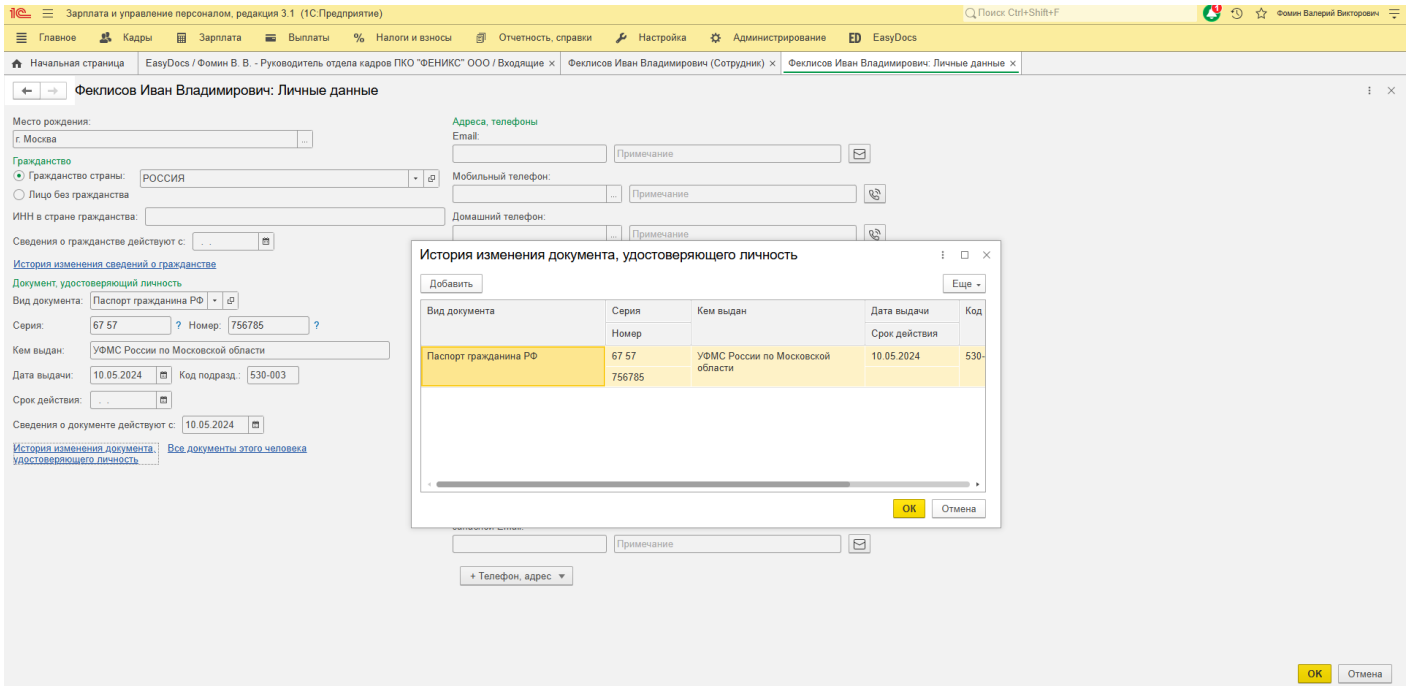 1С Зарплата и управление персоналом, редакция 3.1 (1С:Предприятие)
Поиск Ctrl+Shift+F
Фомин Валерий Викторович
Главное Кадры Зарплата Выплаты % Налоги и взносы Отчетность, справки Настройка Администрирование ED EasyDocs
Начальная страница
EasyDocs / Фомин В. В. - Руководитель отдела кадров ПКО "ФЕНИКС" ООО / Входящие ×
Феклисов Иван Владимирович (Сотрудник) ×
Феклисов Иван Владимирович: Личные данные ×
Феклисов Иван Владимирович: Личные данные
Место рождения:
г. Москва
...
Гражданство
Гражданство страны: РОССИЯ
Лицо без гражданства
ИНН в стране гражданства:
Сведения о гражданстве действуют с: . .
История изменения сведений о гражданстве
Документ, удостоверяющий личность
Вид документа: Паспорт гражданина РФ
Серия: 67 57 ? Номер: 756785 ?
Кем выдан: УФМС России по Московской области
Дата выдачи: 10.05.2024 Код подразд.: 530-003
Срок действия: . .
Сведения о документе действуют с: 10.05.2024
История изменения документа, удостоверяющего личность
Все документы этого человека
Адреса, телефоны
Email:
Примечание
Мобильный телефон:
... Примечание
Домашний телефон:
... Примечание
История изменения документа, удостоверяющего личность
Добавить
Еще
Вид документа Серия Кем выдан Дата выдачи Код
Номер Срок действия
Паспорт гражданина РФ 67 57 УФМС России по Московской области 10.05.2024 530-
756785
ОК Отмена
Примечание
+ Телефон, адрес
ОК Отмена